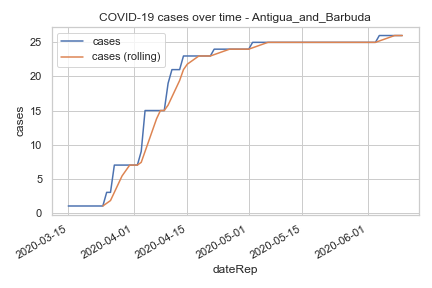 COVID-19 cases over time - Antigua_and_Barbuda
cases
cases (rolling)
25
20
15
10
5
0
cases
2020-03-15
2020-04-01
2020-04-15
2020-05-01
2020-05-15
2020-06-01
dateRep